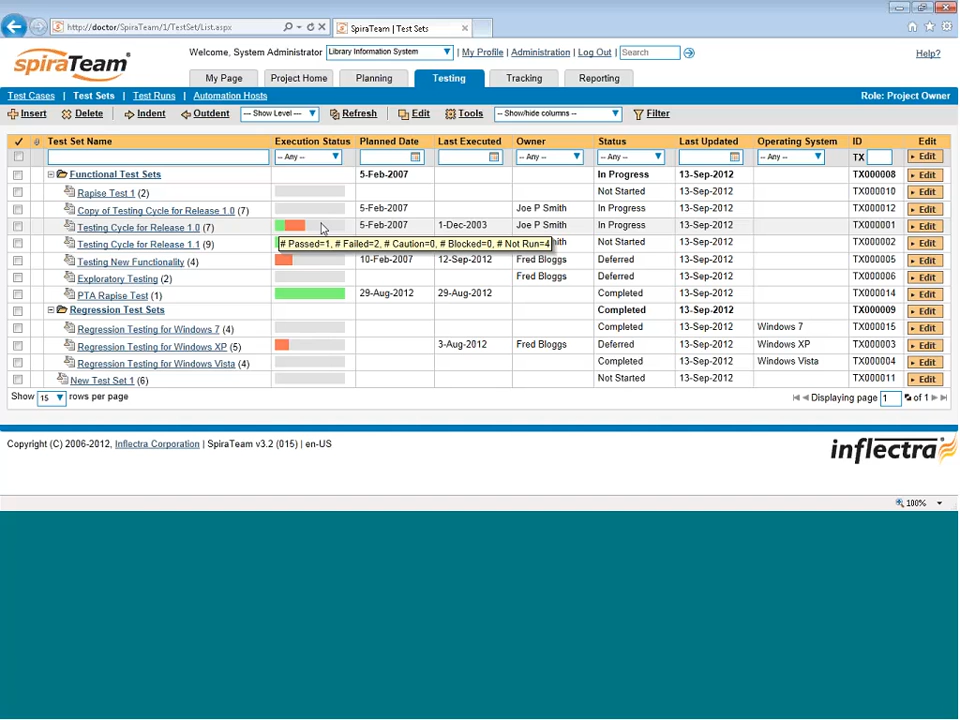 http://doctor/SpiraTeam/1/TestSet/List.aspx
SpiraTeam | Test Sets
spiraTeam
Welcome, System Administrator Library Information System | My Profile | Administration | Log Out | Search
Help?
My Page Project Home Planning Testing Tracking Reporting
Test Cases Test Sets Test Runs Automation Hosts Role: Project Owner
Insert Delete Indent Outdent --- Show Level --- Refresh Edit Tools -- Show/hide columns -- Filter
Test Set Name Execution Status Planned Date Last Executed Owner Status Last Updated Operating System ID Edit
-- Any -- -- Any -- -- Any -- -- Any -- TX Edit
Functional Test Sets 5-Feb-2007 In Progress 13-Sep-2012 TX000008 Edit
Rapise Test 1 (2) Not Started 13-Sep-2012 TX000010 Edit
Copy of Testing Cycle for Release 1.0 (7) 5-Feb-2007 Joe P Smith In Progress 13-Sep-2012 TX000012 Edit
Testing Cycle for Release 1.0 (7) 5-Feb-2007 1-Dec-2003 Joe P Smith In Progress 13-Sep-2012 TX000001 Edit
Testing Cycle for Release 1.1 (9) # Passed=1, # Failed=2, # Caution=0, # Blocked=0, # Not Run=4 Not Started 13-Sep-2012 TX000002 Edit
Testing New Functionality (4) 10-Feb-2007 12-Sep-2012 Fred Bloggs Deferred 13-Sep-2012 TX000005 Edit
Exploratory Testing (2) Fred Bloggs Deferred 13-Sep-2012 TX000006 Edit
PTA Rapise Test (1) 29-Aug-2012 29-Aug-2012 Completed 13-Sep-2012 TX000014 Edit
Regression Test Sets Completed 13-Sep-2012 TX000009 Edit
Regression Testing for Windows 7 (4) Completed 13-Sep-2012 Windows 7 TX000015 Edit
Regression Testing for Windows XP (5) 3-Aug-2012 Fred Bloggs Deferred 13-Sep-2012 Windows XP TX000003 Edit
Regression Testing for Windows Vista (4) Completed 13-Sep-2012 Windows Vista TX000004 Edit
New Test Set 1 (6) Not Started 13-Sep-2012 TX000011 Edit
Show 15 rows per page Displaying page 1 of 1
Copyright (C) 2006-2012, Inflectra Corporation | SpiraTeam v3.2 (015) | en-US
inflectra
100%